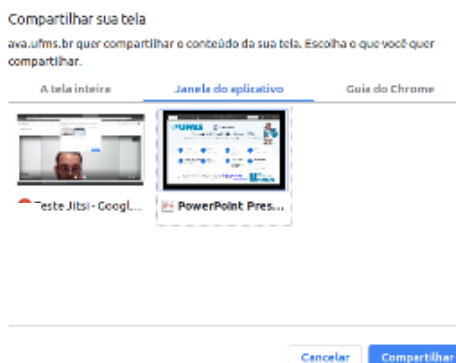 Compartilhar sua tela
ava.ufms.br quer compartilhar o conteúdo da sua tela. Escolha o que você quer
compartilhar.
A tela inteira
Janela do aplicativo
Guia do Chrome
Teste Jitsi - Googl...
PowerPoint Pres...
Cancelar
Compartilhar